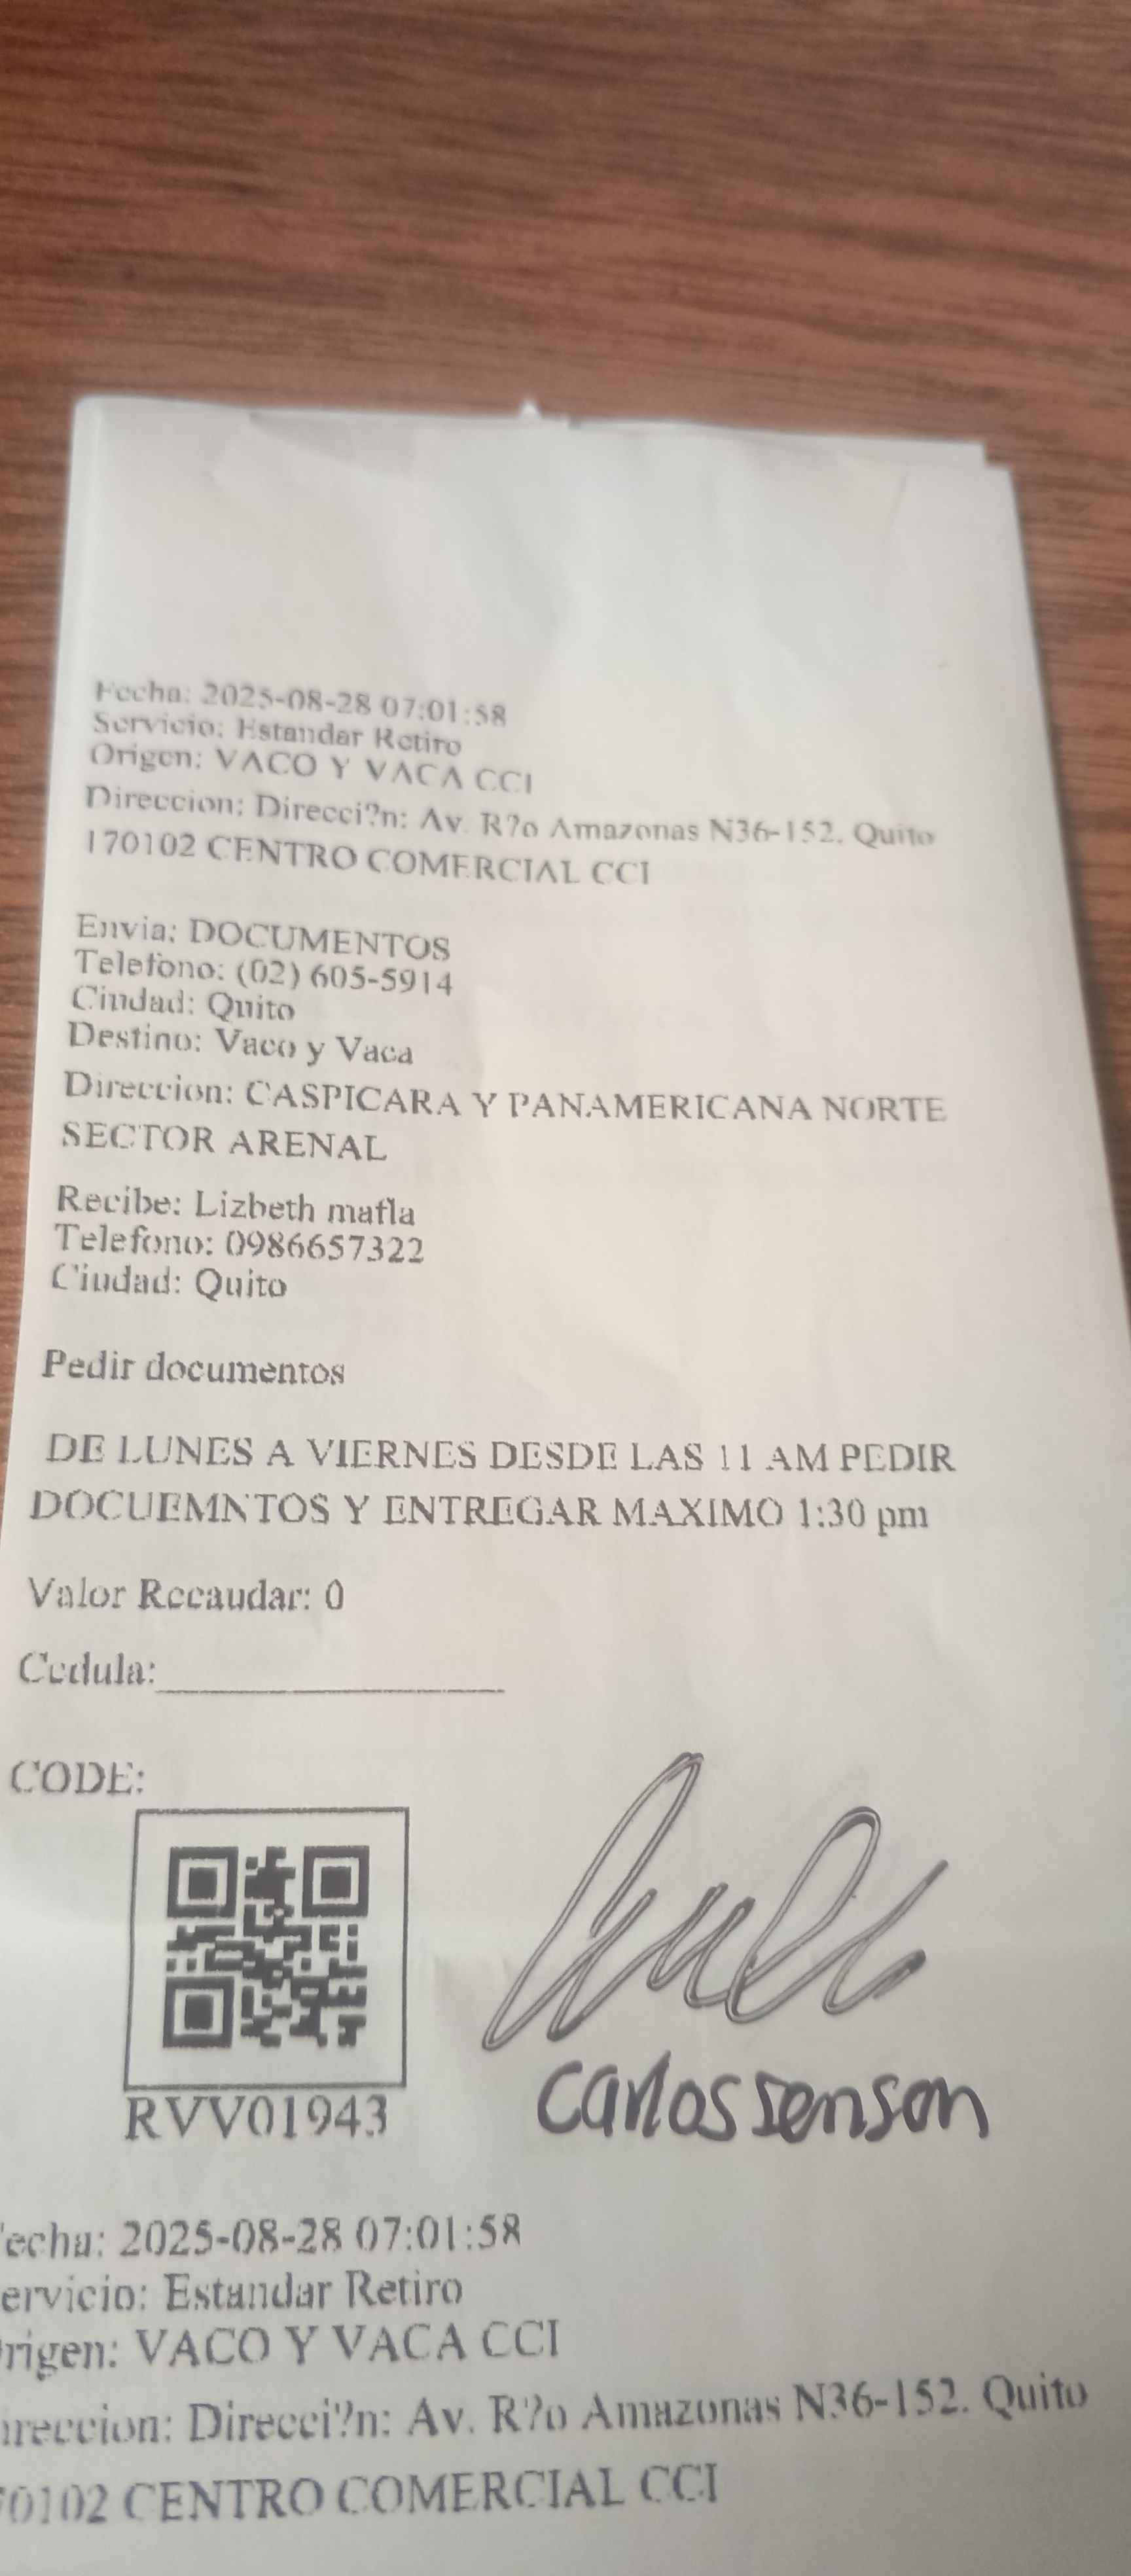 Fecha: 2025-08-28 07:01:58
Servicio: Estandar Retiro
Origen: VACO Y VACA CCI
Direccion: Direcci?n: Av. R?o Amazonas N36-152. Quito
170102 CENTRO COMERCIAL CCI
Envia: DOCUMENTOS
Telefono: (02) 605-5914
Ciudad: Quito
Destino: Vaco y Vaca
Direccion: CASPICARA Y PANAMERICANA NORTE
SECTOR ARENAL
Recibe: Lizbeth mafla
Telefono: 0986657322
Ciudad: Quito
Pedir documentos
DE LUNES A VIERNES DESDE LAS 11 AM PEDIR
DOCUEMNTOS Y ENTREGAR MAXIMO 1:30 pm
Valor Recaudar: 0
Cedula:
CODE:
RVV01943
Carlos
echa: 2025-08-28 07:01:58
ervicio: Estandar Retiro
rigen: VACO Y VACA CCI
ireccion: Direcci?n: Av. R?o Amazonas N36-152. Quito
70102 CENTRO COMERCIAL CCI